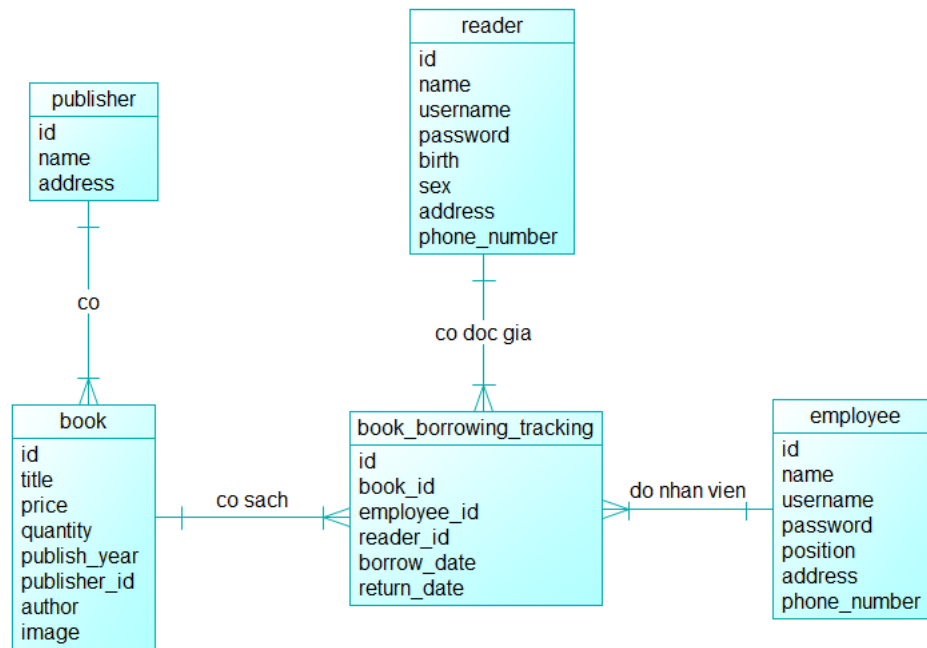 reader
id
name
username
password
birth
sex
address
phone_number
publisher
id
name
address
co
co doc gia
book
id
title
price
quantity
publish_year
publisher_id
author
image
co sach
book_borrowing_tracking
id
book_id
employee_id
reader_id
borrow_date
return_date
do nhan vien
employee
id
name
username
password
position
address
phone_number